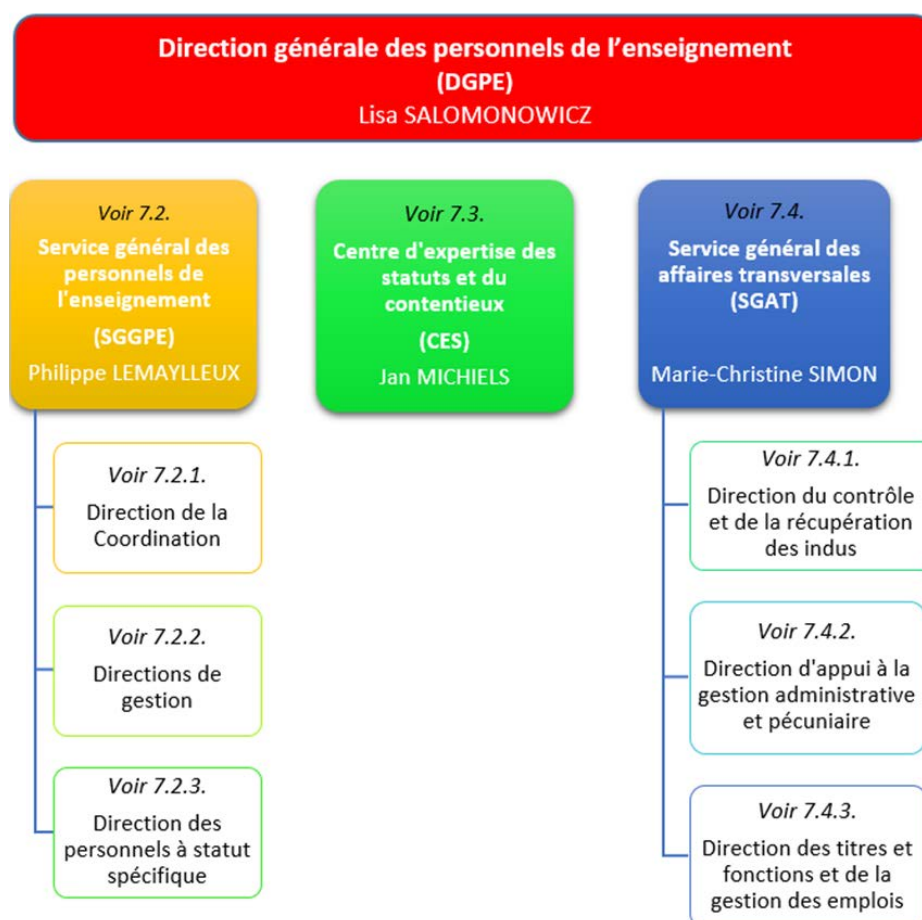 Direction générale des personnels de l’enseignement
(DGPE)
Lisa SALOMONOWICZ
Voir 7.2.
Service général des
personnels de
l'enseignement
(SGGPE)
Philippe LEMAYLLEUX
Voir 7.2.1.
Direction de la
Coordination
Voir 7.2.2.
Directions de
gestion
Voir 7.2.3.
Direction des
personnels à statut
spécifique
Voir 7.3.
Centre d'expertise des
statuts et du
contentieux
(CES)
Jan MICHIELS
Voir 7.4.
Service général des
affaires transversales
(SGAT)
Marie-Christine SIMON
Voir 7.4.1.
Direction du contrôle
et de la récupération
des indus
Voir 7.4.2.
Direction d'appui à la
gestion administrative
et pécuniaire
Voir 7.4.3.
Direction des titres et
fonctions et de la
gestion des emplois